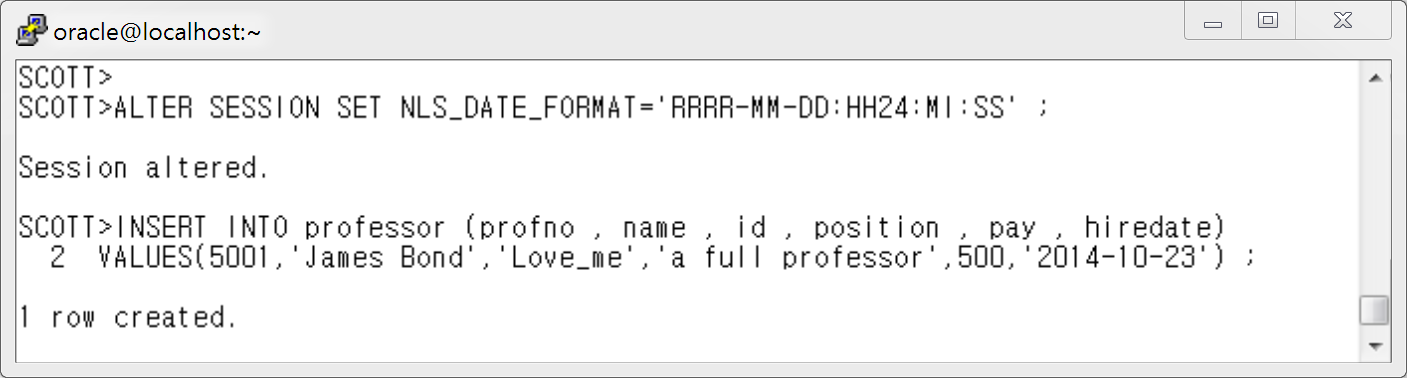 oracle@localhost:~
SCOTT>
SCOTT>ALTER SESSION SET NLS_DATE_FORMAT='RRRR-MM-DD:HH24:MI:SS' ;
Session altered.
SCOTT>INSERT INTO professor (profno , name , id , position , pay , hiredate)
2 VALUES(5001,'James Bond','Love_me','a full professor',500,'2014-10-23') ;
1 row created.